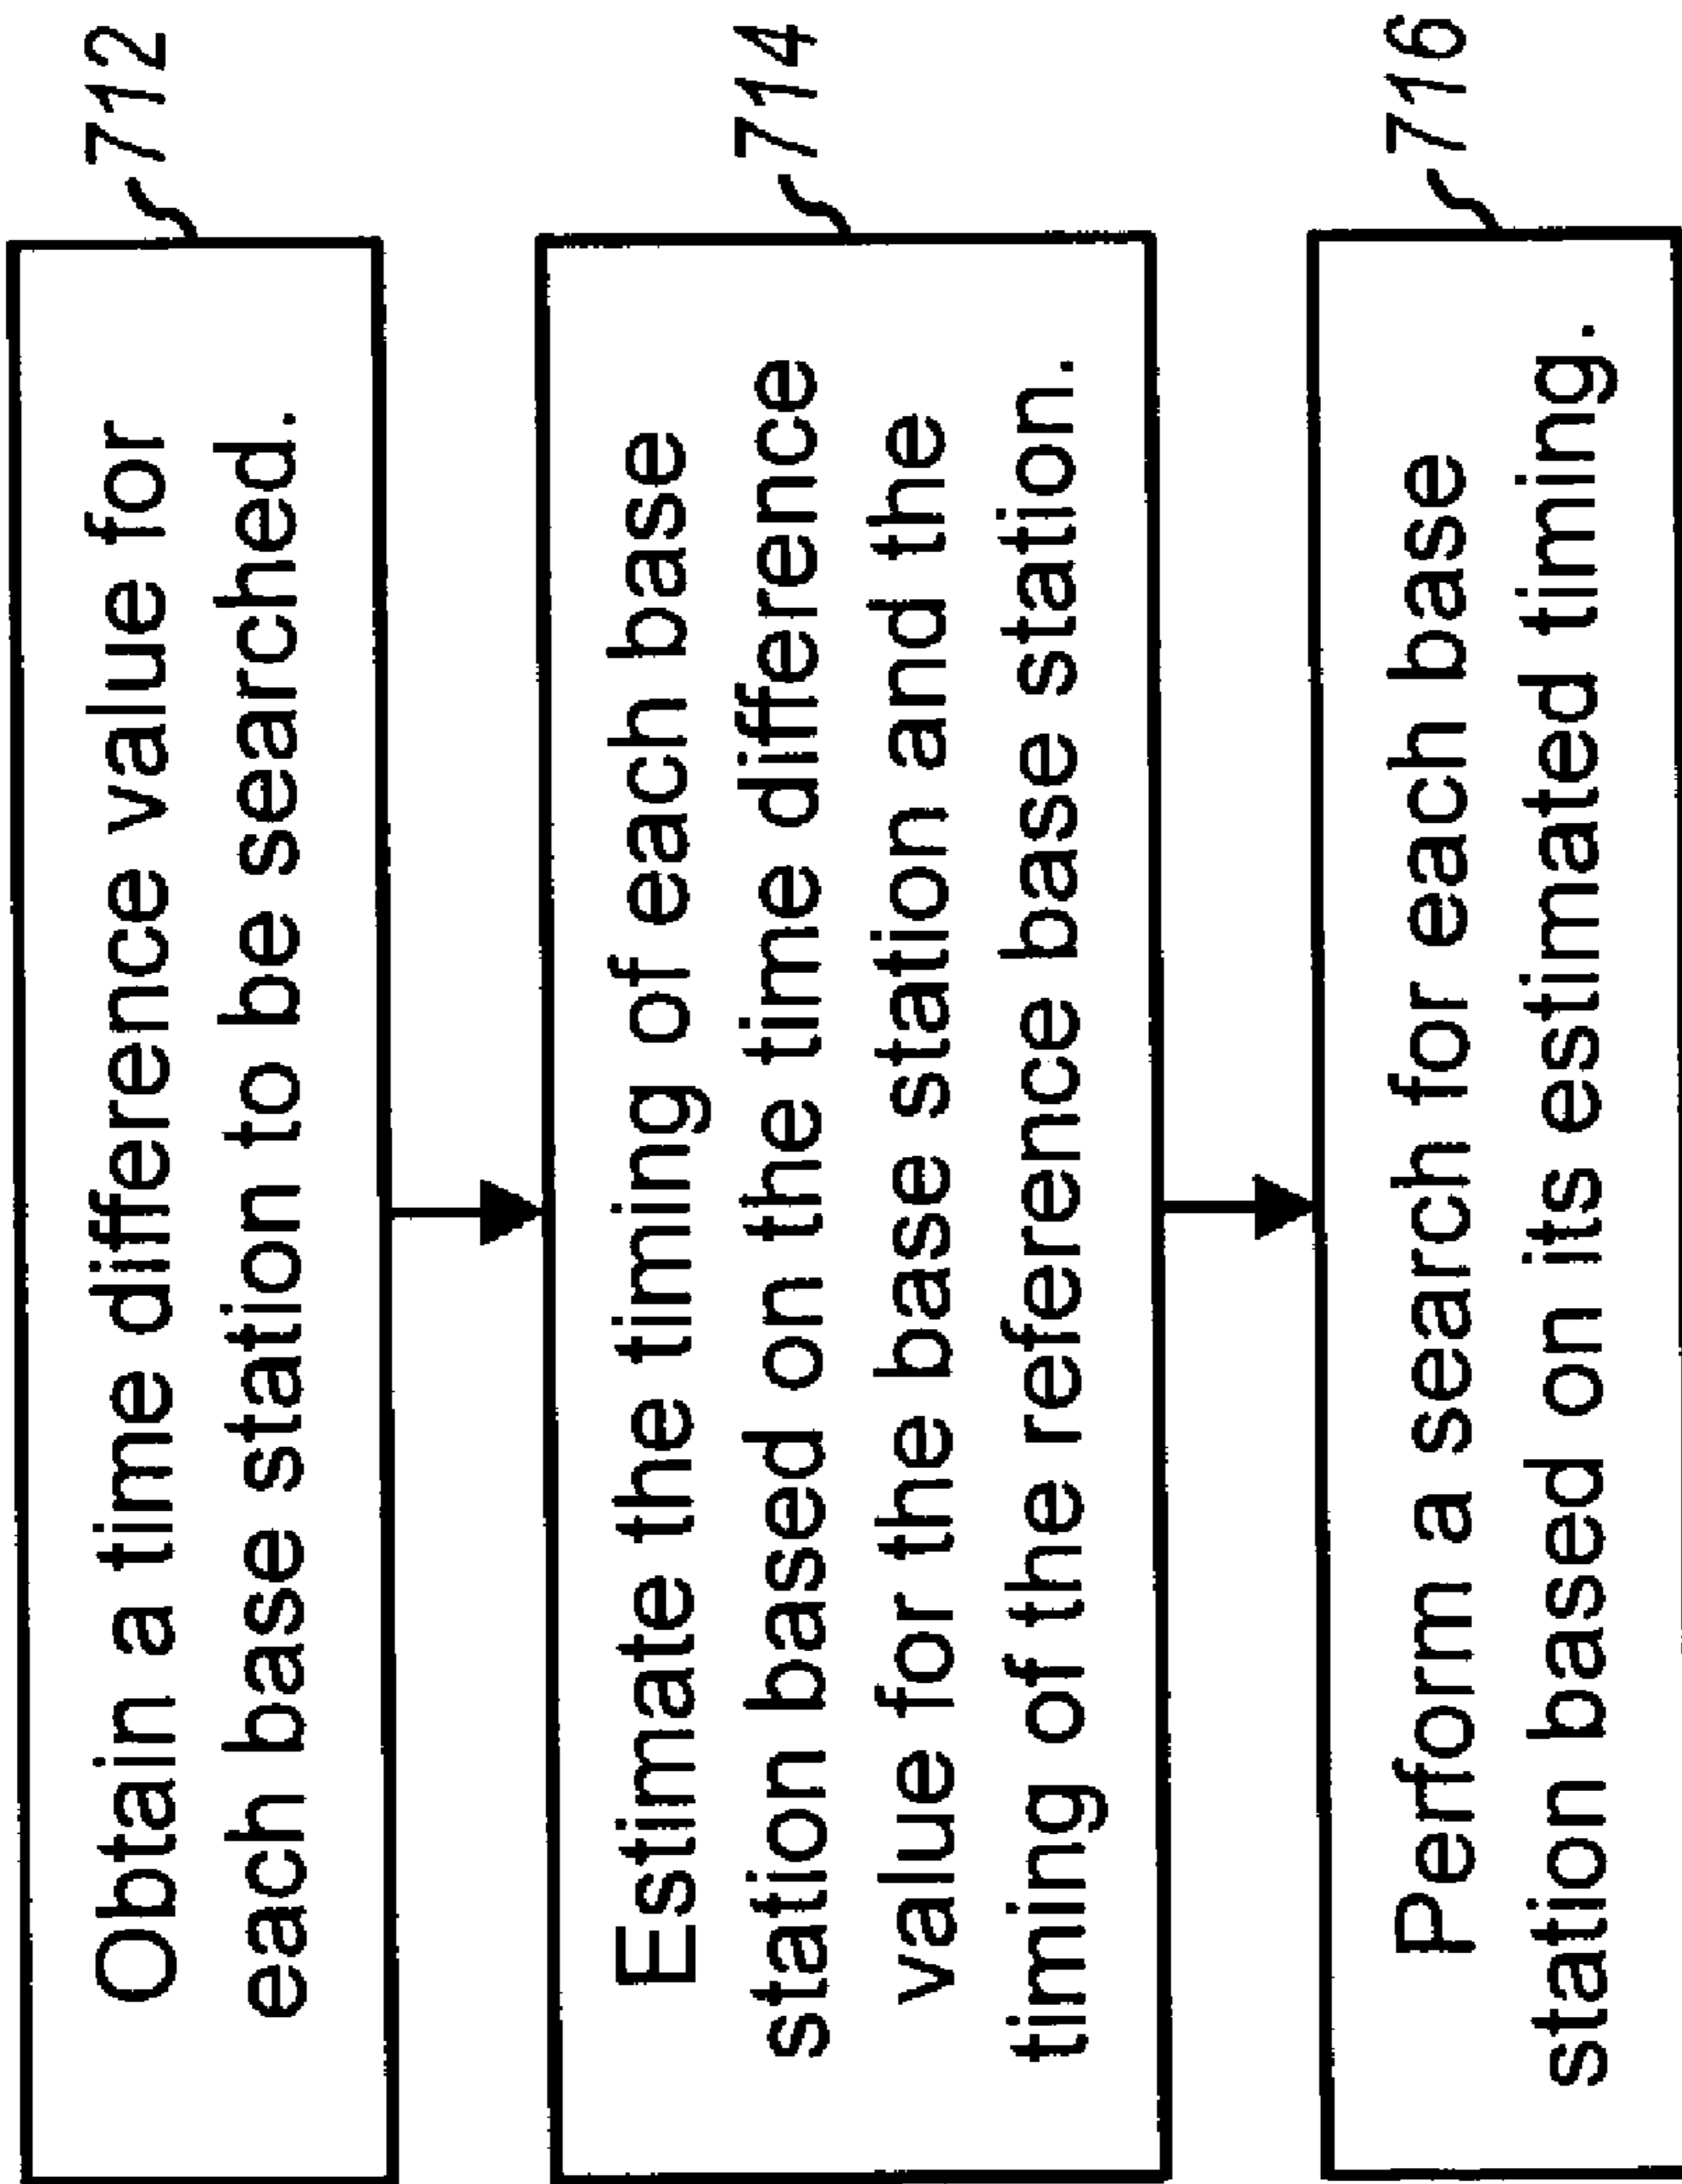 Obtain a time difference value for
each base station to be searched.
712
Estimate the timing of each base
station based on the time difference
value for the base station and the
timing of the reference base station.
714
Perform a search for each base
station based on its estimated timing.
716